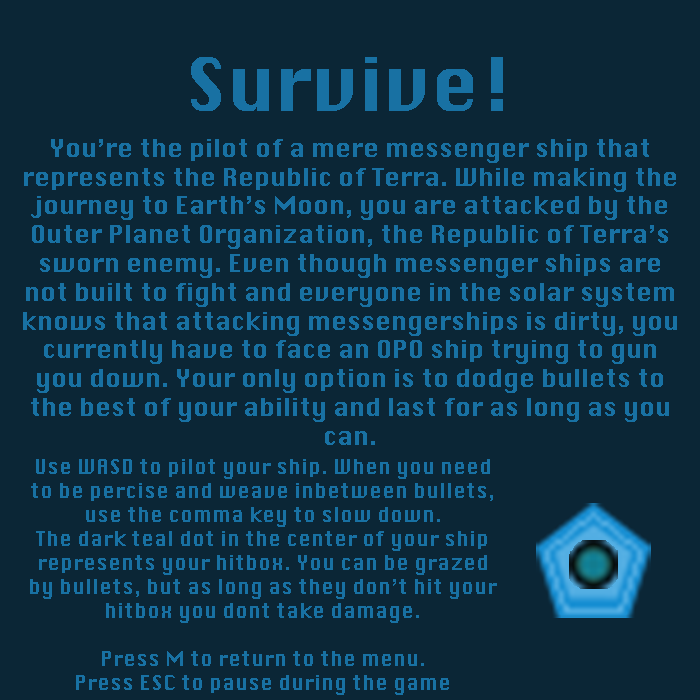 Survive!
You're the pilot of a mere messenger ship that
represents the Republic of Terra. While making the
journey to Earth's Moon, you are attacked by the
Outer Planet Organization, the Republic of Terra's
sworn enemy. Even though messenger ships are
not built to fight and everyone in the solar system
knows that attacking messengerships is dirty, you
currently have to face an OPO ship trying to gun
you down. Your only option is to dodge bullets to
the best of your ability and last for as long as you
can.
Use WASD to pilot your ship. When you need
to be percise and weave inbetween bullets,
use the comma key to slow down.
The dark teal dot in the center of your ship
represents your hitbox. You can be grazed
by bullets, but as long as they don't hit your
hitbox you dont take damage.
Press M to return to the menu.
Press ESC to pause during the game